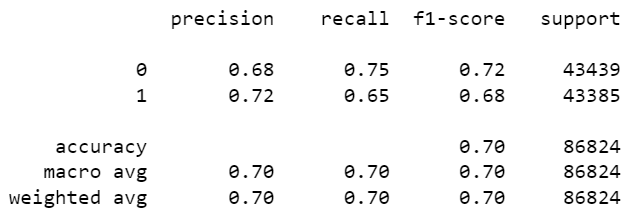 precision recall f1-score support
0 0.68 0.75 0.72 43439
1 0.72 0.65 0.68 43385
accuracy 0.70 86824
macro avg 0.70 0.70 0.70 86824
weighted avg 0.70 0.70 0.70 86824